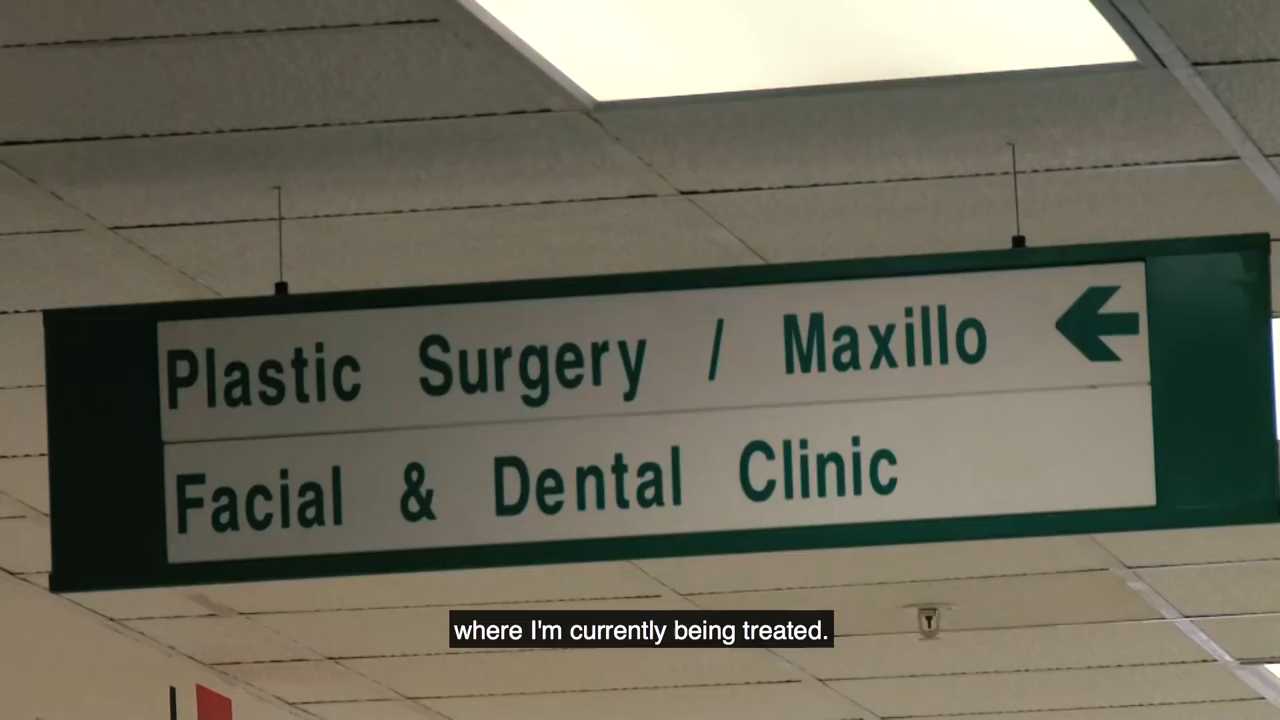 Plastic Surgery / Maxillo
Facial & Dental Clinic
where I'm currently being treated.